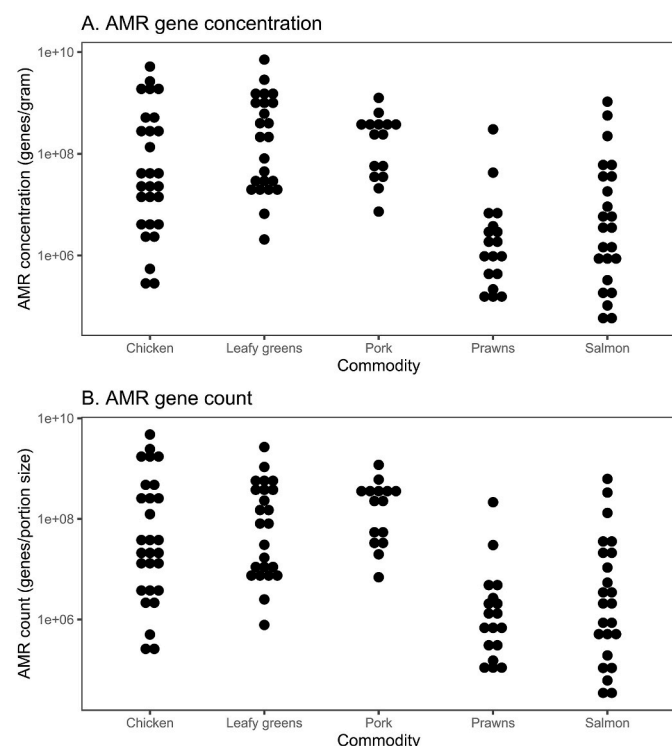 A. AMR gene concentration
AMR concentration (genes/gram)
1e+10
1e+08
1e+06
Chicken Leafy greens Pork Prawns Salmon
Commodity
B. AMR gene count
AMR count (genes/portion size)
1e+10
1e+08
1e+06
Chicken Leafy greens Pork Prawns Salmon
Commodity